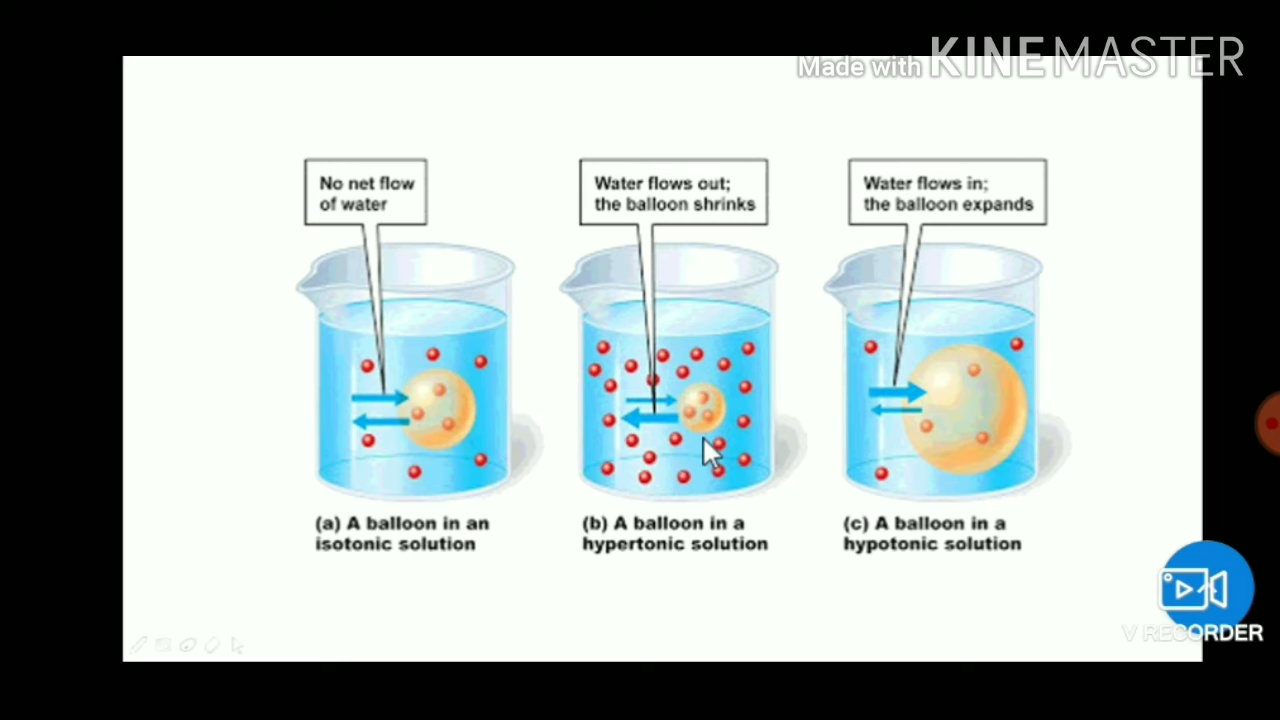 Made with KINEMASTER
No net flow
of water
Water flows out;
the balloon shrinks
Water flows in;
the balloon expands
(a) A balloon in an
isotonic solution
(b) A balloon in a
hypertonic solution
(c) A balloon in a
hypotonic solution
V RECORDER